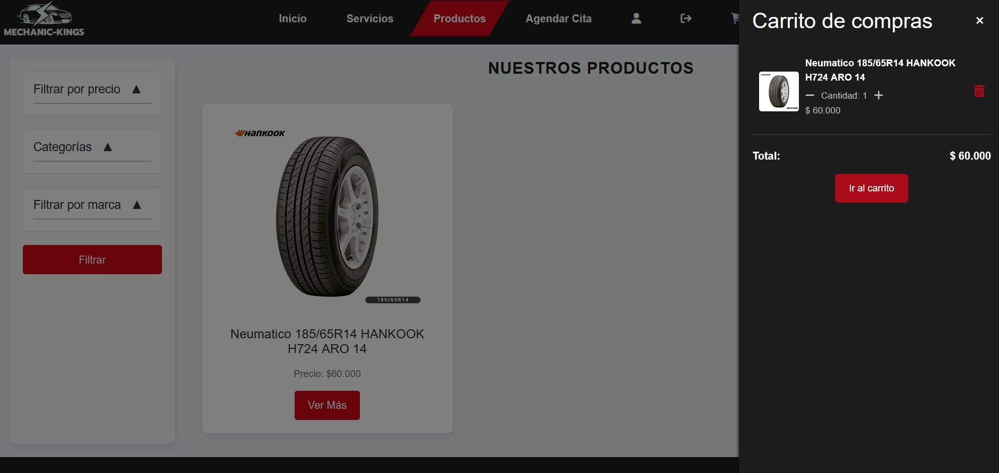 MECHANIC-KINGS
Inicio
Servicios
Productos
Agendar Cita
Filtrar por precio ▲
Categorías ▲
Filtrar por marca ▲
Filtrar
NUESTROS PRODUCTOS
HANKOOK
185/65R14
Neumatico 185/65R14 HANKOOK
H724 ARO 14
Precio: $60.000
Ver Más
Carrito de compras ×
Neumatico 185/65R14 HANKOOK
H724 ARO 14
− Cantidad: 1 +
$ 60.000
Total: $ 60.000
Ir al carrito